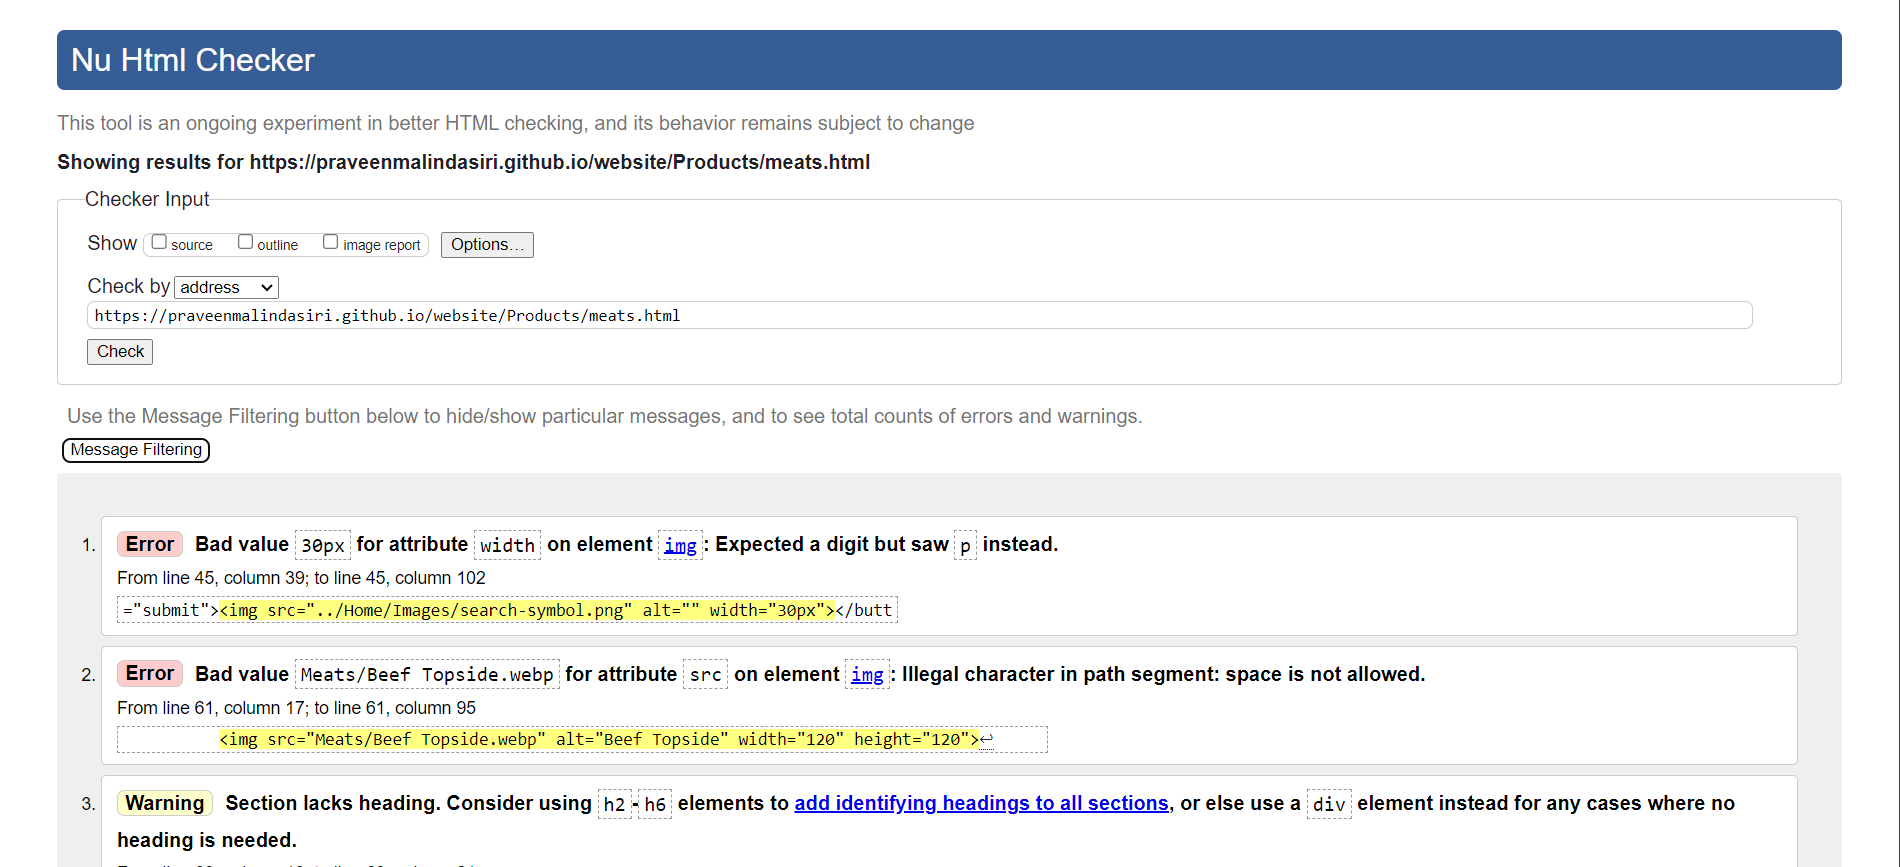 Nu Html Checker
This tool is an ongoing experiment in better HTML checking, and its behavior remains subject to change
Showing results for https://praveenmalindasiri.github.io/website/Products/meats.html
Checker Input
Show source outline image report Options...
Check by address
https://praveenmalindasiri.github.io/website/Products/meats.html
Check
Use the Message Filtering button below to hide/show particular messages, and to see total counts of errors and warnings.
Message Filtering
1. Error Bad value 30px for attribute width on element img: Expected a digit but saw p instead.
From line 45, column 39; to line 45, column 102
="submit"><img src="../Home/Images/search-symbol.png" alt="" width="30px"></butt
2. Error Bad value Meats/Beef Topside.webp for attribute src on element img: Illegal character in path segment: space is not allowed.
From line 61, column 17; to line 61, column 95
<img src="Meats/Beef Topside.webp" alt="Beef Topside" width="120" height="120">↩
3. Warning Section lacks heading. Consider using h2-h6 elements to add identifying headings to all sections, or else use a div element instead for any cases where no
heading is needed.